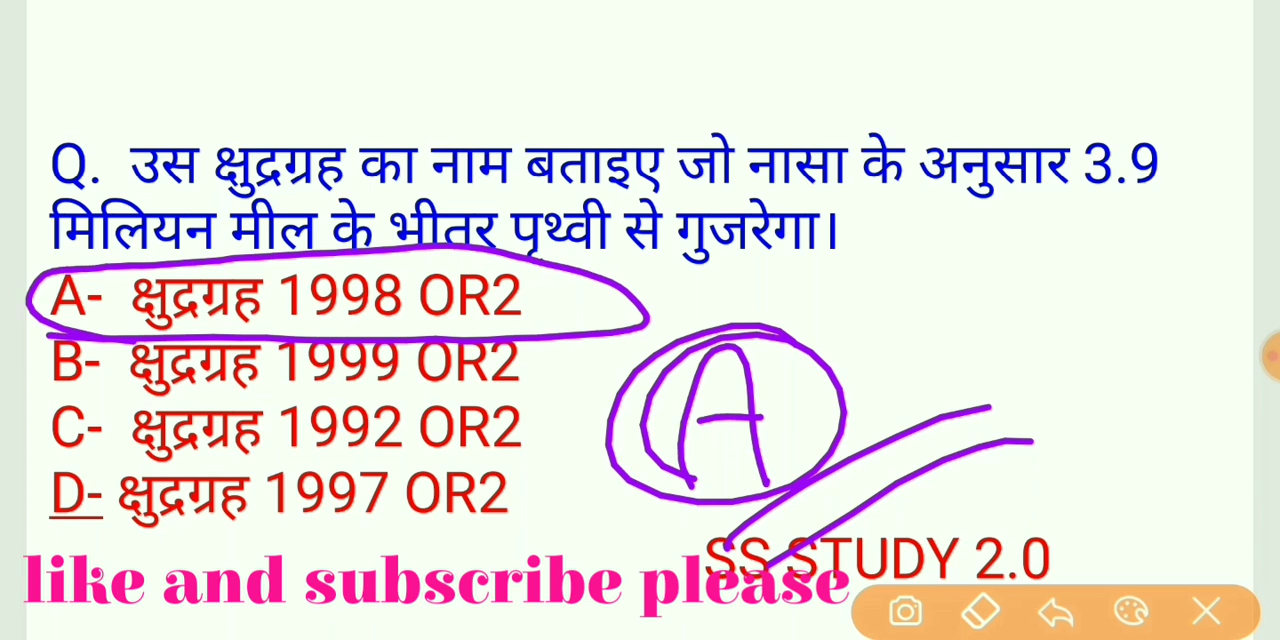 Q. उस क्षुद्रग्रह का नाम बताइए जो नासा के अनुसार 3.9
मिलियन मील के भीतर पृथ्वी से गुजरेगा।
A- क्षुद्रग्रह 1998 OR2
B- क्षुद्रग्रह 1999 OR2
A
C- क्षुद्रग्रह 1992 OR2
D- क्षुद्रग्रह 1997 OR2
SS STUDY 2.0
like and subscribe please